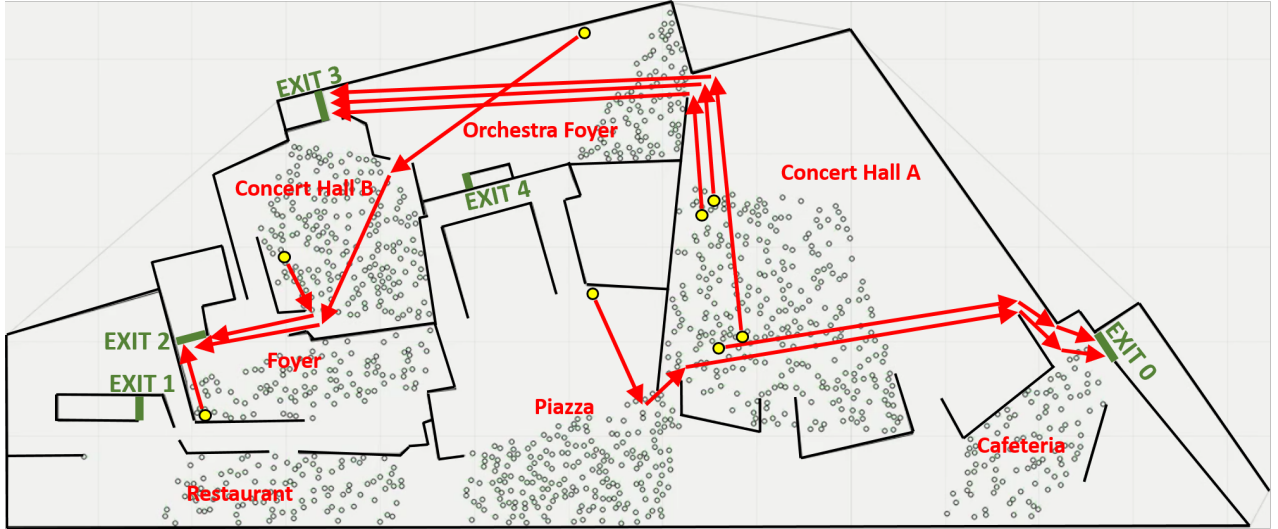 EXIT 3
Orchestra Foyer
Concert Hall A
Concert Hall B
EXIT 4
EXIT 2
EXIT 0
Foyer
EXIT 1
Piazza
Cafeteria
Restaurant